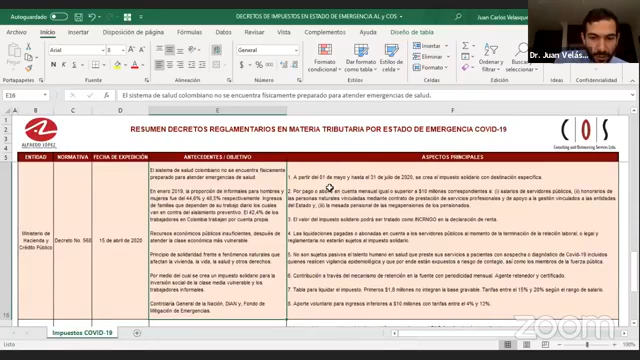 Autoguardado
DECRETOS DE IMPUESTOS EN ESTADO DE EMERGENCIA AL y COS
Juan Carlos Velasque
Archivo Inicio Insertar Disposición de página Fórmulas Datos Revisar Vista Ayuda Diseño de tabla
Arial 8
General
Pegar
Formato condicional
Dar formato como tabla
Estilos de celda
Insertar
Eliminar
Formato
Portapapeles Fuente Alineación Número Estilos Celdas Edición Confidencialidad
Dr. Juan Velás...
E16
El sistema de salud colombiano no se encuentra físicamente preparado para atender emergencias de salud.
A B C D E F
ALFREDO LÓPEZ
RESUMEN DECRETOS REGLAMENTARIOS EN MATERIA TRIBUTARIA POR ESTADO DE EMERGENCIA COVID-19
COS
Consulting and Outsourcing Services Ltda.
ENTIDAD NORMATIVA FECHA DE EXPEDICIÓN ANTECEDENTES / OBJETIVO ASPECTOS PRINCIPALES
Ministerio de Hacienda y Crédito Público
Decreto No. 568
15 de abril de 2020
El sistema de salud colombiano no se encuentra físicamente
preparado para atender emergencias de salud.
En enero 2019, la proporción de informales para hombres y
mujeres fue del 44,6% y 48,3% respectivamente. Ingresos
de familias que dependen de su trabajo diario los cuales se
ven en contra del aislamiento preventivo. El 42,4% de los
trabajadores en Colombia trabajan por cuenta propia.
Recursos económicos públicos insuficientes, después de
atender la clase económica más vulnerable.
Principio de solidaridad frente a fenómenos naturales que
afectan la vivienda, la vida, la salud y otros derechos.
Por medio del cual se crea un impuesto solidario para la
inversión social de la clase media vulnerable y los
trabajadores informales.
Contraloría General de la Nación, DIAN y, Fondo de
Mitigación de Emergencias.
1. A partir del 01 de mayo y hasta el 31 de julio de 2020, se crea el impuesto solidario con destinación específica.
2. Por pago o abono en cuenta mensual igual o superior a $10 millones correspondientes a: (i) salarios de servidores públicos, (ii) honorarios
de las personas naturales vinculadas mediante contrato de prestación de servicios profesionales y de apoyo a la gestión vinculadas a las entidades
del Estado y, (iii) la mesada pensional de las megapensiones de los pensionados.
3. El valor del impuesto solidario podrá ser tratado como INCRNGO en la declaración de renta.
4. Las liquidaciones pagadas o abonadas en cuenta a los servidores públicos al momento de la terminación de la relación laboral, o legal y
reglamentaria no estarán sujetos al impuesto solidario.
5. No son sujetos pasivos el talento humano en salud que preste sus servicios a pacientes con sospecha o diagnóstico de Covid-19 incluidos
quienes realicen vigilancia epidemiológica y que por ende están expuestos a riesgo de contagio, así como los miembros de la fuerza pública.
6. Contribución a través del mecanismo de retención en la fuente con periodicidad mensual. Agente retenedor y certificado.
7. Tabla para liquidar el impuesto. Primeros $1,8 millones no integran la base gravable. Tarifas entre el 15% y 20% según el rango de salario.
8. Aporte voluntario para ingresos inferiores a $10 millones con tarifas entre el 4% y 12%.
Impuestos COVID-19
Listo
zoom